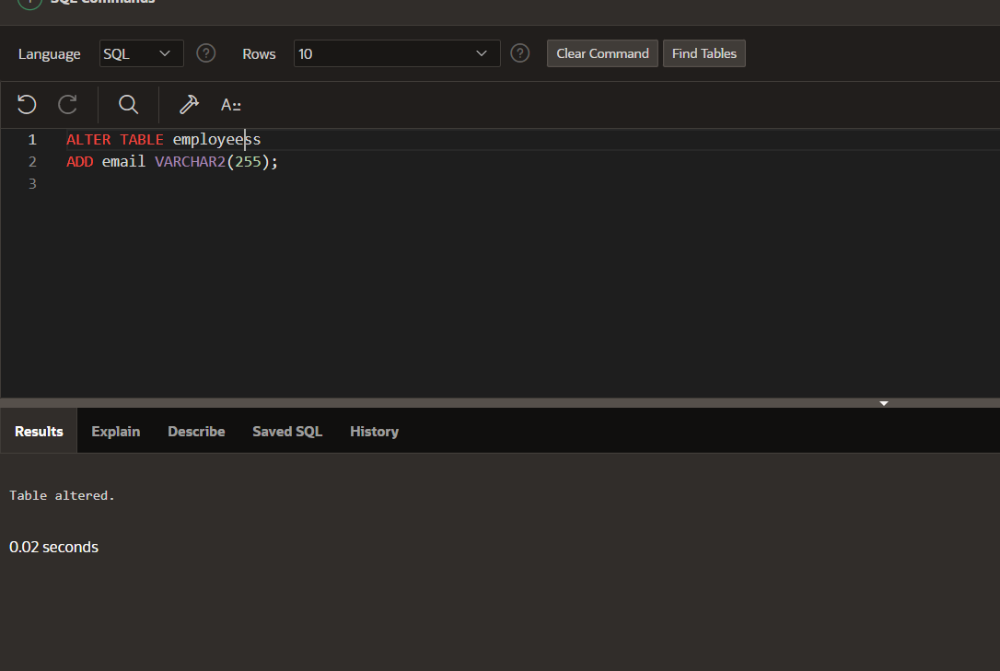 SQL Commands
Language SQL ? Rows 10 ? Clear Command Find Tables
A::
1 ALTER TABLE employeess
2 ADD email VARCHAR2(255);
3
Results Explain Describe Saved SQL History
Table altered.
0.02 seconds